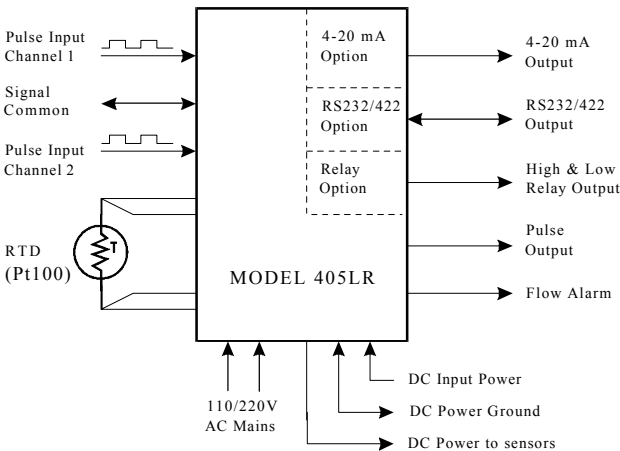 Pulse Input
Channel 1
Signal
Common
Pulse Input
Channel 2
RTD
(Pt100)
T
4-20 mA
Option
RS232/422
Option
Relay
Option
MODEL 405LR
4-20 mA
Output
RS232/422
Output
High & Low
Relay Output
Pulse
Output
Flow Alarm
110/220V
AC Mains
DC Input Power
DC Power Ground
DC Power to sensors